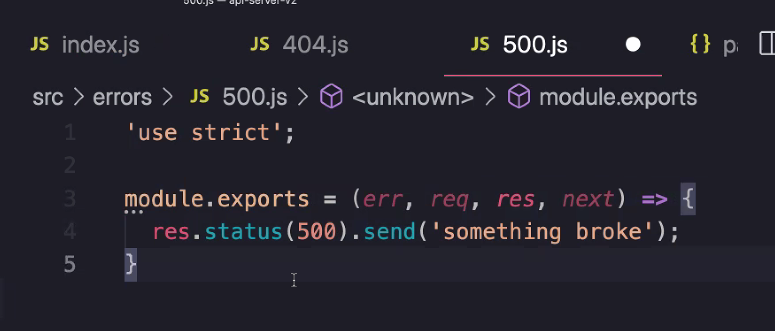 500.js — api-server-v2
JS index.js JS 404.js JS 500.js {} pa
src > errors > JS 500.js > <unknown> > module.exports
1 'use strict';
2
3 module.exports = (err, req, res, next) => {
4 res.status(500).send('something broke');
5 }